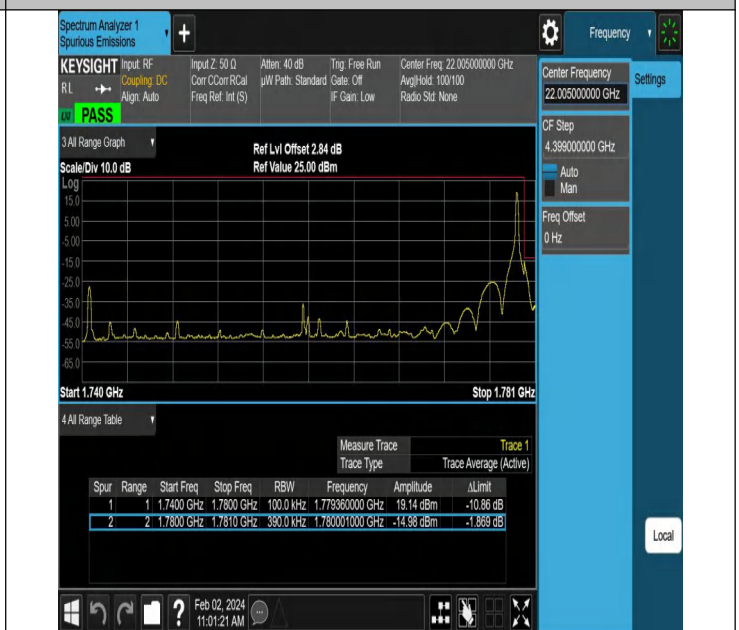 Spectrum Analyzer 1
Spurious Emissions
Frequency
KEYSIGHT
RL
Input: RF
Coupling: DC
Align: Auto
Input Z: 50 Ω
Corr CCorr RCal
Freq Ref: Int (S)
Atten: 40 dB
µW Path: Standard
Trig: Free Run
Gate: Off
IF Gain: Low
Center Freq: 22.005000000 GHz
Avg|Hold: 100/100
Radio Std: None
PASS
Center Frequency
22.005000000 GHz
Settings
CF Step
4.399000000 GHz
Auto
Man
Freq Offset
0 Hz
3 All Range Graph
Ref Lvl Offset 2.84 dB
Scale/Div 10.0 dB
Ref Value 25.00 dBm
Log
15.0
5.00
-5.00
-15.0
-25.0
-35.0
-45.0
-55.0
-65.0
Start 1.740 GHz
Stop 1.781 GHz
4 All Range Table
Measure Trace Trace 1
Trace Type Trace Average (Active)
Spur Range Start Freq Stop Freq RBW Frequency Amplitude ΔLimit
1 1 1.7400 GHz 1.7800 GHz 100.0 kHz 1.779360000 GHz 19.14 dBm -10.86 dB
2 2 1.7800 GHz 1.7810 GHz 390.0 kHz 1.780001000 GHz -14.98 dBm -1.869 dB
Local
Feb 02, 2024
11:01:21 AM